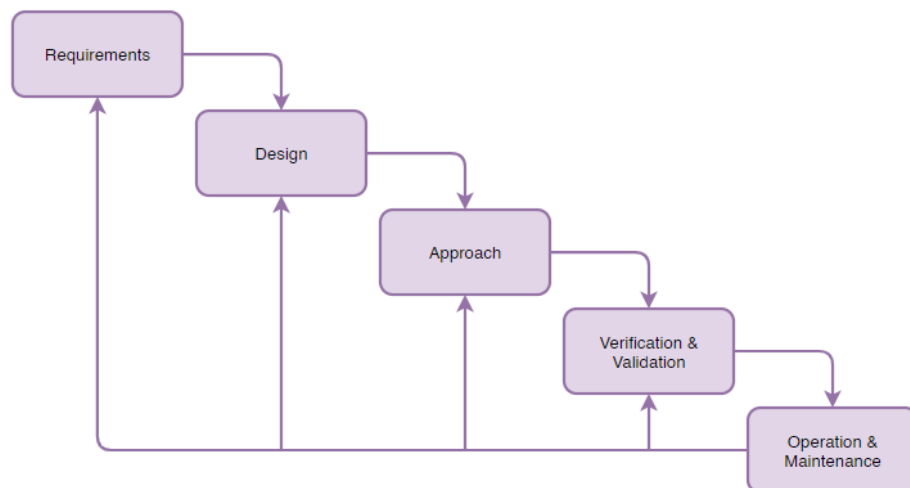 Requirements
Design
Approach
Verification &
Validation
Operation &
Maintenance